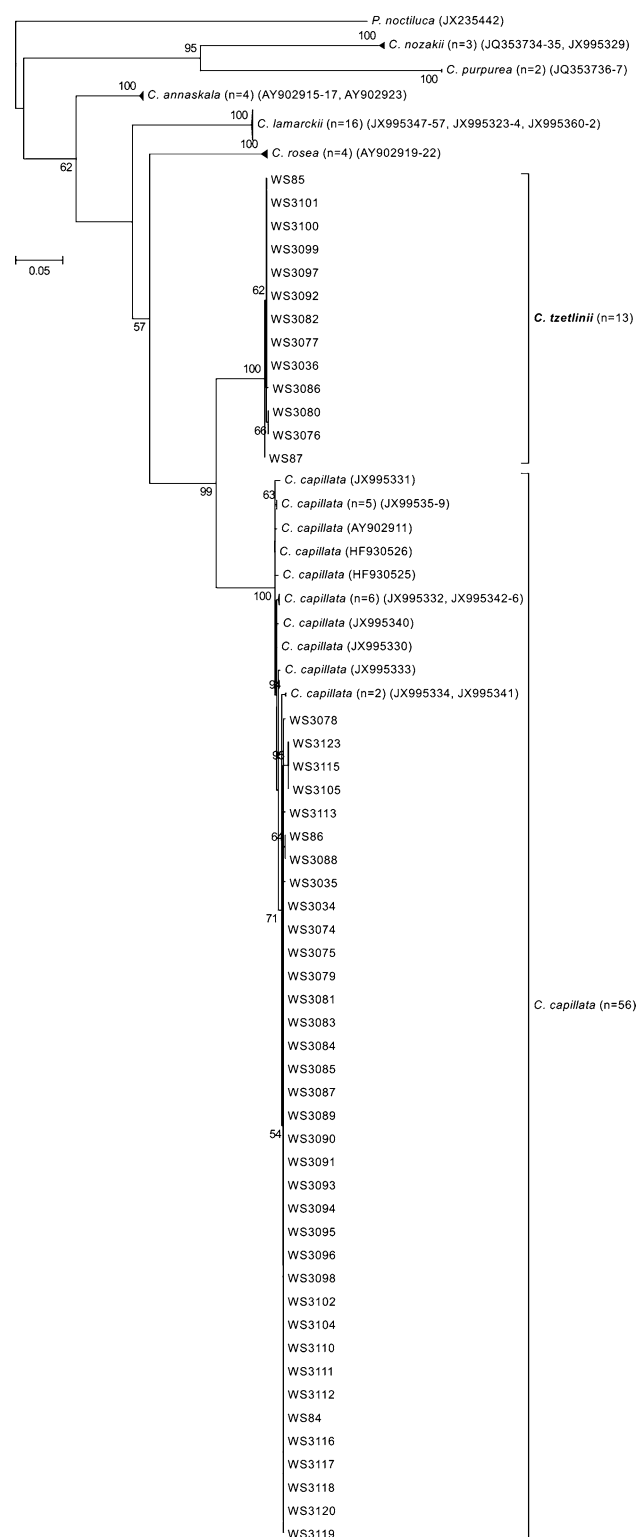 P. noctiluca (JX235442)
100
C. nozakii (n=3) (JQ353734-35, JX995329)
95
C. purpurea (n=2) (JQ353736-7)
100
100
C. annaskala (n=4) (AY902915-17, AY902923)
100
C. lamarckii (n=16) (JX995347-57, JX995323-4, JX995360-2)
100
C. rosea (n=4) (AY902919-22)
62
WS85
WS3101
WS3100
WS3099
0.05
WS3097
62
WS3092
WS3082
C. tzetlinii (n=13)
57
WS3077
WS3036
100
WS3086
WS3080
66
WS3076
WS87
C. capillata (JX995331)
99
63
C. capillata (n=5) (JX99535-9)
C. capillata (AY902911)
C. capillata (HF930526)
C. capillata (HF930525)
100
C. capillata (n=6) (JX995332, JX995342-6)
C. capillata (JX995340)
C. capillata (JX995330)
C. capillata (JX995333)
94
C. capillata (n=2) (JX995334, JX995341)
WS3078
WS3123
WS3115
WS3105
WS3113
64
WS86
WS3088
WS3035
WS3034
71
WS3074
WS3075
WS3079
WS3081
C. capillata (n=56)
WS3083
WS3084
WS3085
WS3087
WS3089
54
WS3090
WS3091
WS3093
WS3094
WS3095
WS3096
WS3098
WS3102
WS3104
WS3110
WS3111
WS3112
WS84
WS3116
WS3117
WS3118
WS3120
WS3119